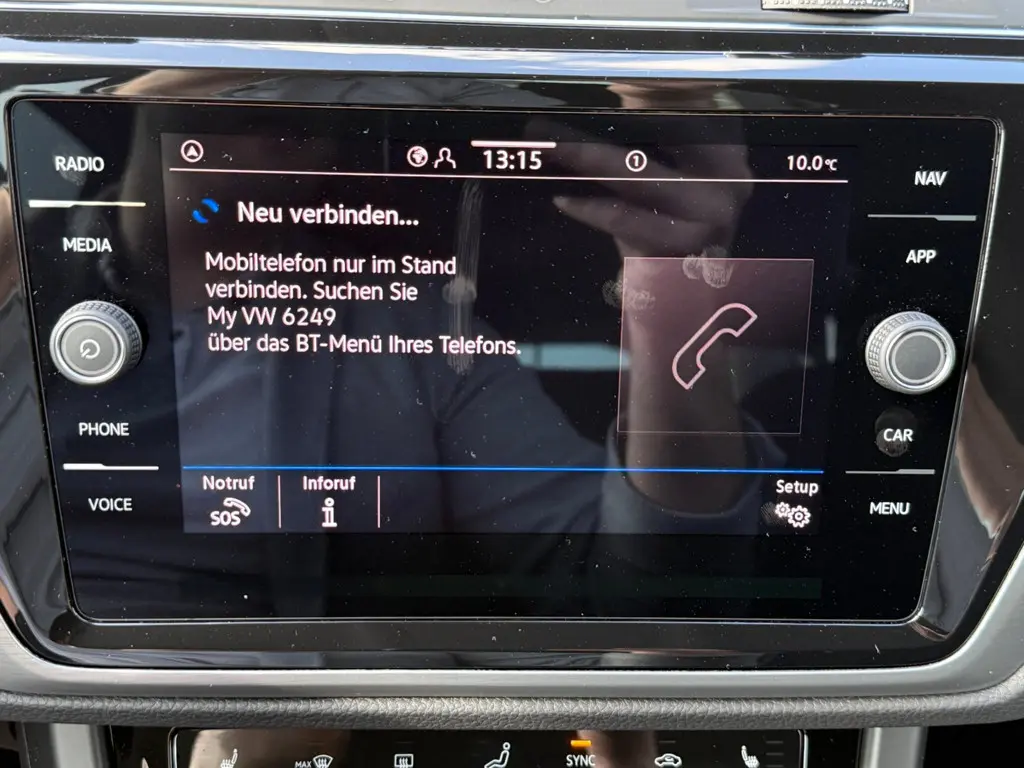 RADIO
MEDIA
PHONE
VOICE
13:15
1
10.0°C
Neu verbinden...
Mobiltelefon nur im Stand
verbinden. Suchen Sie
My VW 6249
über das BT-Menü Ihres Telefons.
Notruf
SOS
Inforuf
i
Setup
NAV
APP
CAR
MENU
MAX
SYNC